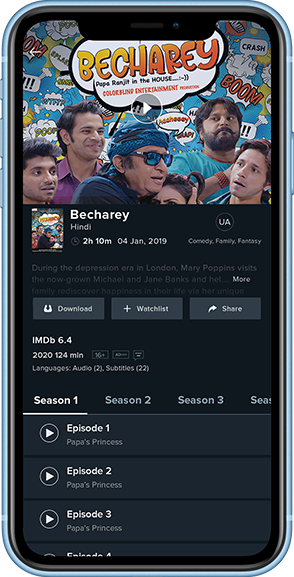 CRASH
BECHAREY
Papa Ranjit in the HOUSE....:-))
COLORBLIND ENTERTAINMENT PRODUCTION
BOOM
BOOM
Becharey
Hindi
UA
2h 10m 04 Jan, 2019
Comedy, Family, Fantasy
During the depression era in London, Mary Poppins visits
the now-grown Michael and Jane Banks and hel.... More
family rediscover happiness in their life via her unique
Download
Watchlist
Share
IMDb 6.4
2020 124 min 16+
Languages: Audio (2), Subtitles (22)
Season 1 Season 2 Season 3 Seas
Episode 1
Papa's Princess
Episode 2
Papa's Princess
Episode 3
Papa's Princess
Episode 4